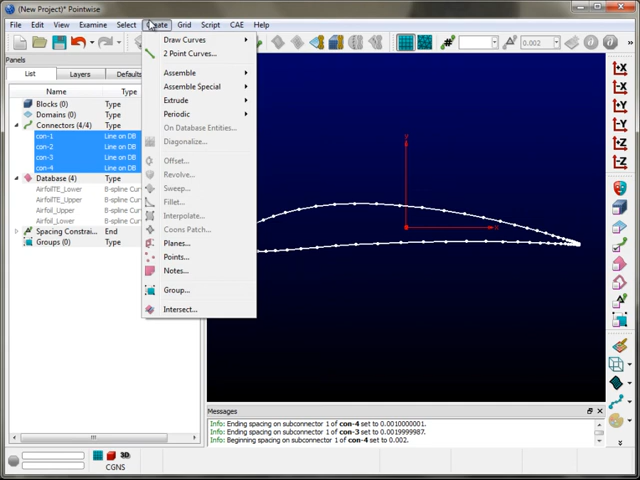 (New Project)* Pointwise
File Edit View Examine Select Create Grid Script CAE Help
0.002
Panels
List Layers Defaults
Name Type
Blocks (0) Type
Domains (0) Type
Connectors (4/4) Type
con-1 Line on DB
con-2 Line on DB
con-3 Line on DB
con-4 Line on DB
Database (4) Type
AirfoilTE_Lower B-spline Cur
AirfoilTE_Upper B-spline Cur
Airfoil_Upper B-spline Cur
Airfoil_Lower B-spline Cur
Spacing Constrai... Type
Groups (0) Type
Draw Curves
2 Point Curves...
Assemble
Assemble Special
Extrude
Periodic
On Database Entities...
Diagonalize...
Offset...
Revolve...
Sweep...
Fillet...
Interpolate...
Coons Patch...
Planes...
Points...
Notes...
Group...
Intersect...
y
x
+X
-X
+Y
-Y
+Z
-Z
Messages
Info: Ending spacing on subconnector 1 of con-4 set to 0.0010000001.
Info: Ending spacing on subconnector 1 of con-3 set to 0.0019999987.
Info: Beginning spacing on subconnector 1 of con-4 set to 0.002.
3D
CGNS